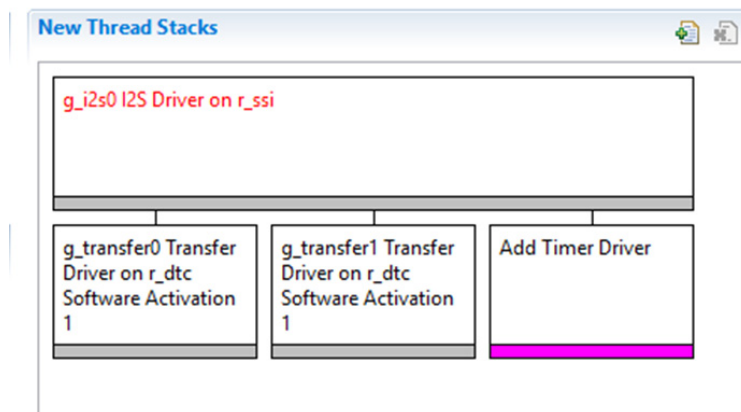 New Thread Stacks
g_i2s0 I2S Driver on r_ssi
g_transfer0 Transfer
Driver on r_dtc
Software Activation
1
g_transfer1 Transfer
Driver on r_dtc
Software Activation
1
Add Timer Driver